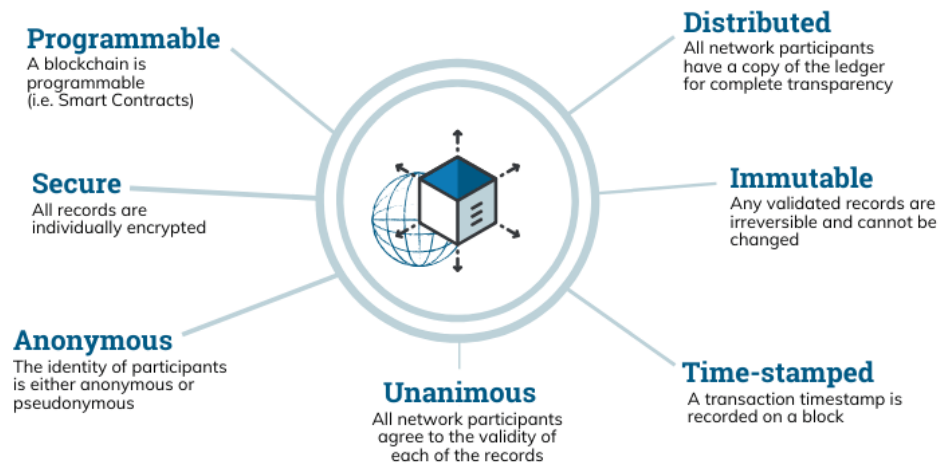 Programmable
A blockchain is
programmable
(i.e. Smart Contracts)
Distributed
All network participants
have a copy of the ledger
for complete transparency
Secure
All records are
individually encrypted
Immutable
Any validated records are
irreversible and cannot be
changed
Anonymous
The identity of participants
is either anonymous or
pseudonymous
Unanimous
All network participants
agree to the validity of
each of the records
Time-stamped
A transaction timestamp is
recorded on a block